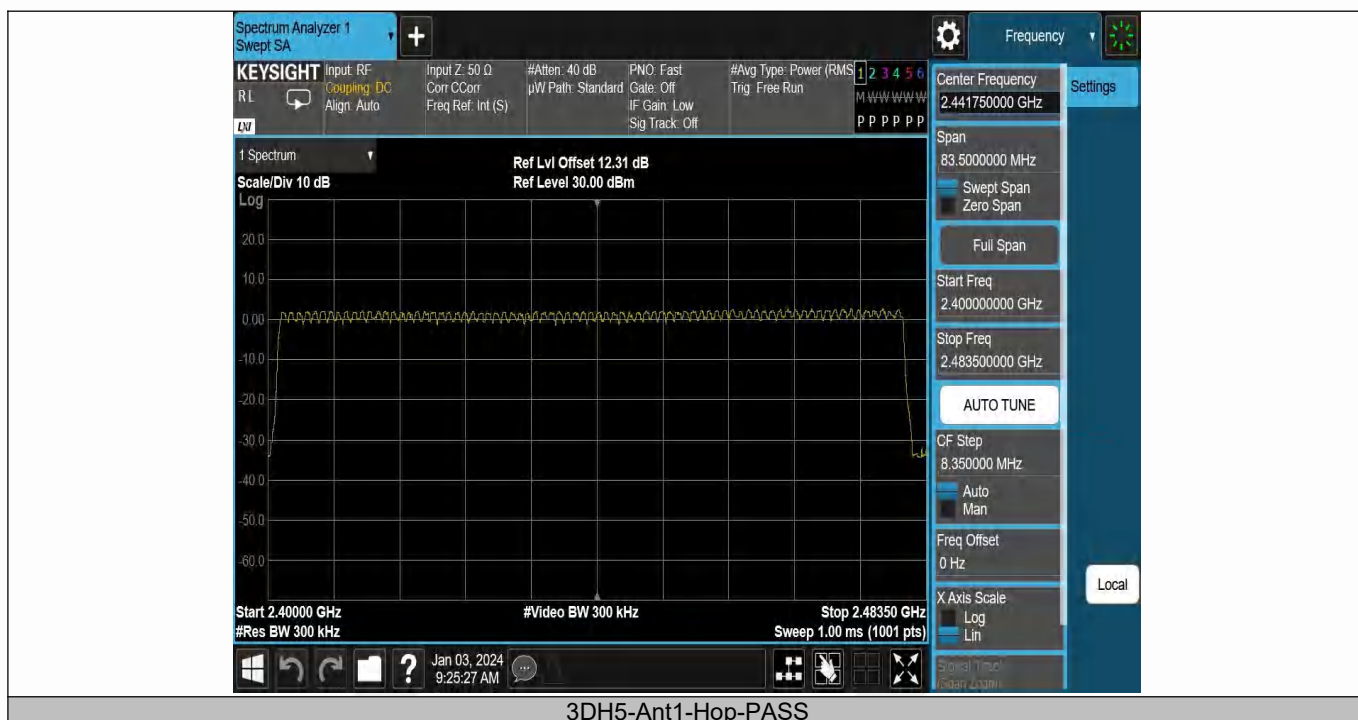 Spectrum Analyzer 1
Swept SA
+
Frequency
KEYSIGHT
RL
LXI
Input: RF
Coupling: DC
Align: Auto
Input Z: 50 Ω
Corr CCorr
Freq Ref: Int (S)
#Atten: 40 dB
µW Path: Standard
PNO: Fast
Gate: Off
IF Gain: Low
Sig Track: Off
#Avg Type: Power (RMS
Trig: Free Run
1 2 3 4 5 6
M W W W W W
P P P P P P
1 Spectrum
Scale/Div 10 dB
Ref Lvl Offset 12.31 dB
Ref Level 30.00 dBm
Log
20.0
10.0
0.00
-10.0
-20.0
-30.0
-40.0
-50.0
-60.0
Start 2.40000 GHz
#Res BW 300 kHz
#Video BW 300 kHz
Stop 2.48350 GHz
Sweep 1.00 ms (1001 pts)
Center Frequency
2.441750000 GHz
Settings
Span
83.5000000 MHz
Swept Span
Zero Span
Full Span
Start Freq
2.400000000 GHz
Stop Freq
2.483500000 GHz
AUTO TUNE
CF Step
8.350000 MHz
Auto
Man
Freq Offset
0 Hz
X Axis Scale
Log
Lin
Signal Track
(Span Zoom)
Local
?
Jan 03, 2024
9:25:27 AM
3DH5-Ant1-Hop-PASS